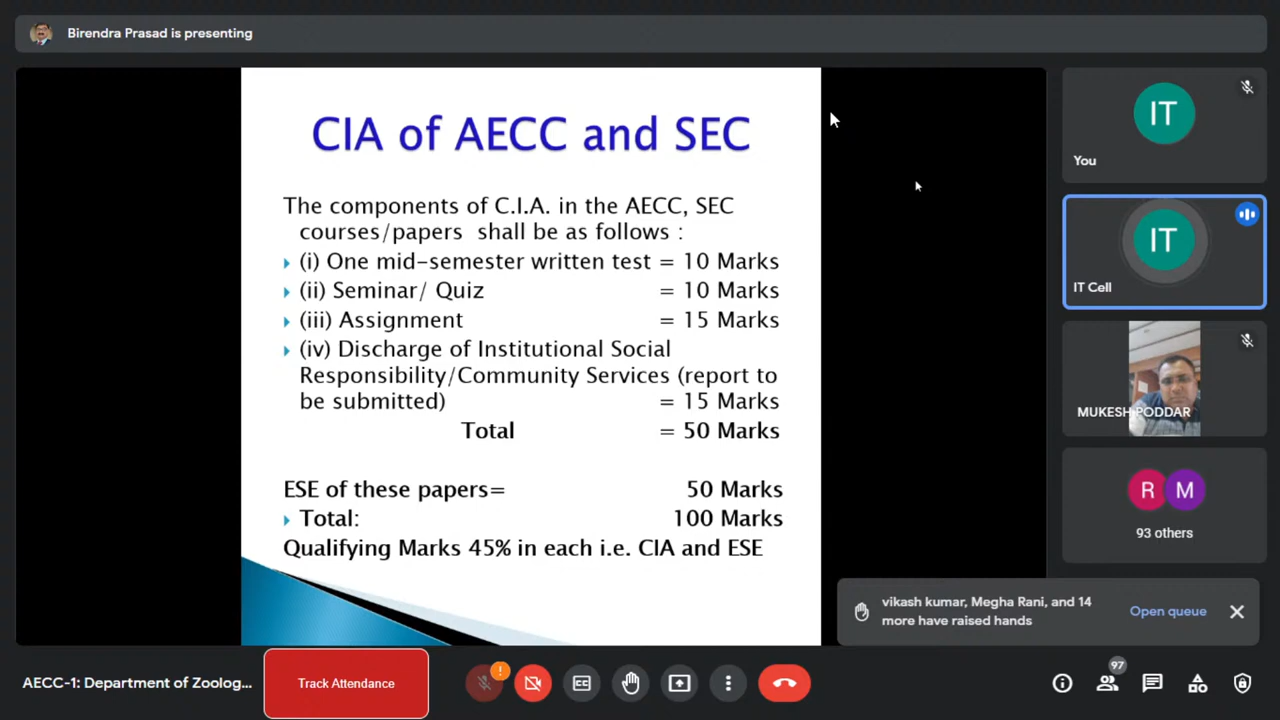 Birendra Prasad is presenting
CIA of AECC and SEC
The components of C.I.A. in the AECC, SEC
courses/papers shall be as follows :
(i) One mid-semester written test = 10 Marks
(ii) Seminar/ Quiz = 10 Marks
(iii) Assignment = 15 Marks
(iv) Discharge of Institutional Social
Responsibility/Community Services (report to
be submitted) = 15 Marks
Total = 50 Marks
ESE of these papers= 50 Marks
Total: 100 Marks
Qualifying Marks 45% in each i.e. CIA and ESE
IT
You
IT
IT Cell
MUKESH PODDAR
R M
93 others
vikash kumar, Megha Rani, and 14
more have raised hands
Open queue
AECC-1: Department of Zoolog...
Track Attendance
!
CC
97